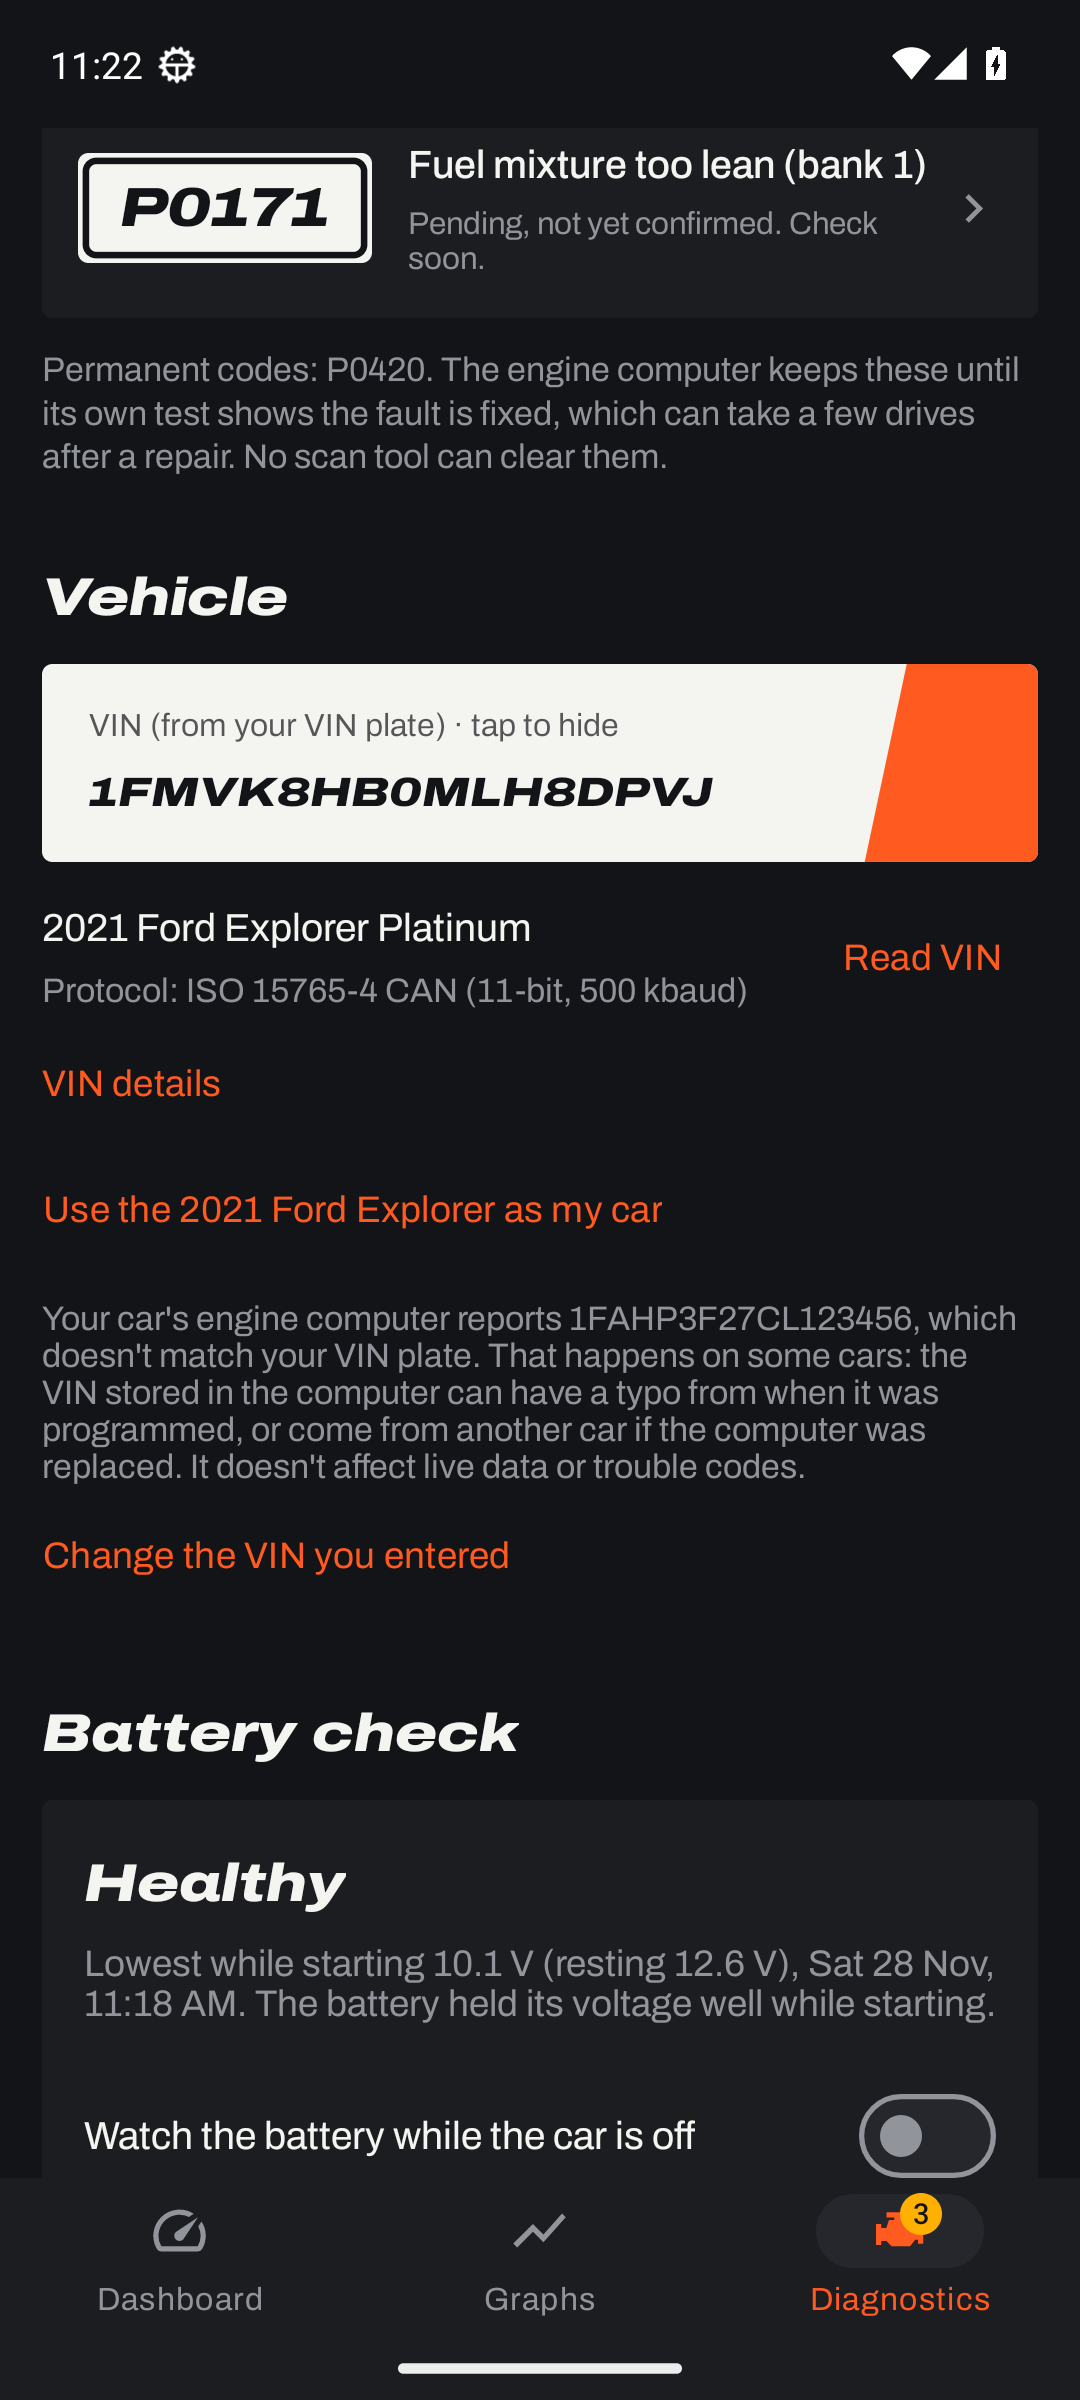 11:22
P0171
Fuel mixture too lean (bank 1)
Pending, not yet confirmed. Check
soon.
Permanent codes: P0420. The engine computer keeps these until
its own test shows the fault is fixed, which can take a few drives
after a repair. No scan tool can clear them.
Vehicle
VIN (from your VIN plate) · tap to hide
1FMVK8HB0MLH8DPVJ
2021 Ford Explorer Platinum
Read VIN
Protocol: ISO 15765-4 CAN (11-bit, 500 kbaud)
VIN details
Use the 2021 Ford Explorer as my car
Your car's engine computer reports 1FAHP3F27CL123456, which
doesn't match your VIN plate. That happens on some cars: the
VIN stored in the computer can have a typo from when it was
programmed, or come from another car if the computer was
replaced. It doesn't affect live data or trouble codes.
Change the VIN you entered
Battery check
Healthy
Lowest while starting 10.1 V (resting 12.6 V), Sat 28 Nov,
11:18 AM. The battery held its voltage well while starting.
Watch the battery while the car is off
3
Dashboard
Graphs
Diagnostics